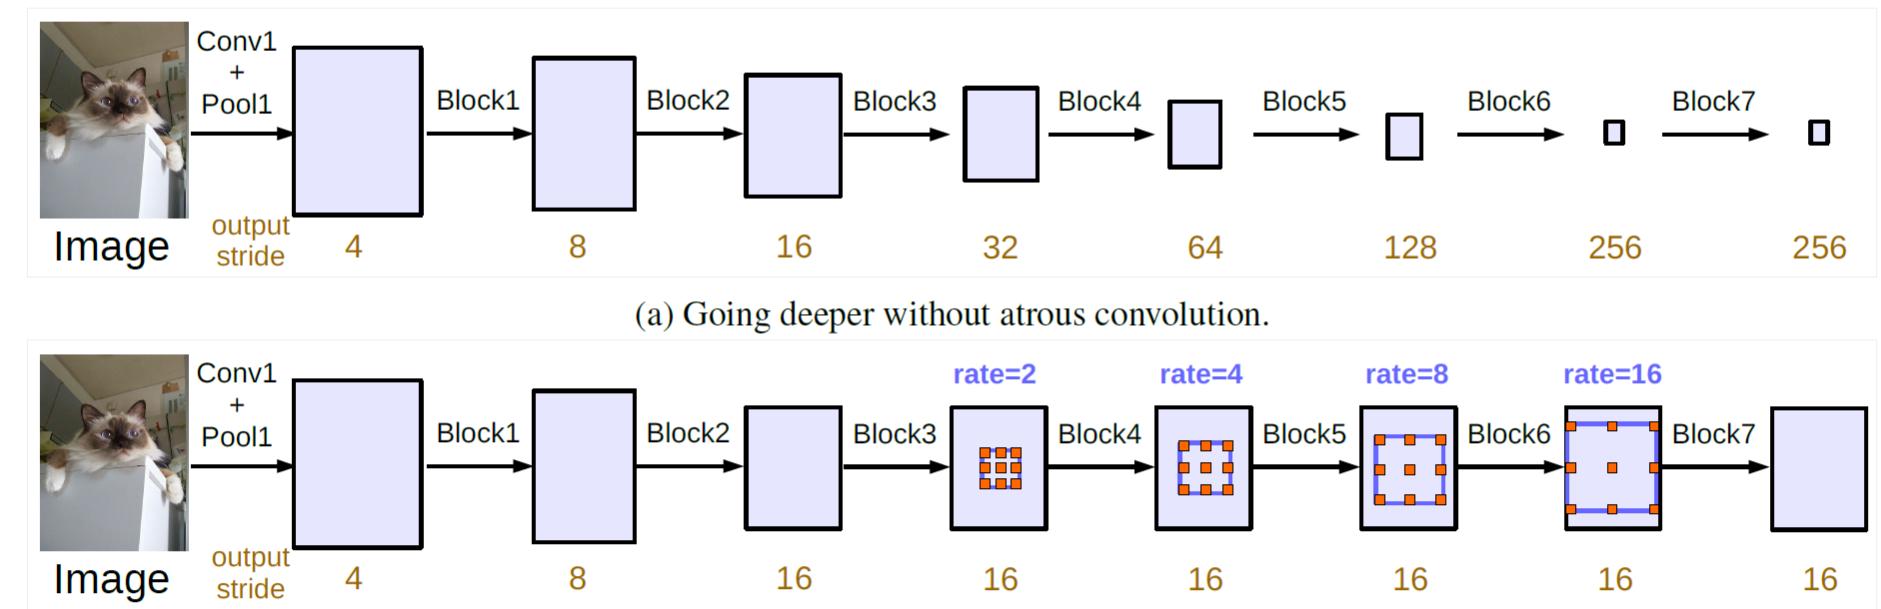 Conv1
+
Pool1
Block1
Block2
Block3
Block4
Block5
Block6
Block7
Image
output
stride
4
8
16
32
64
128
256
256
(a) Going deeper without atrous convolution.
rate=2
rate=4
rate=8
rate=16
Conv1
+
Pool1
Block1
Block2
Block3
Block4
Block5
Block6
Block7
Image
output
stride
4
8
16
16
16
16
16
16